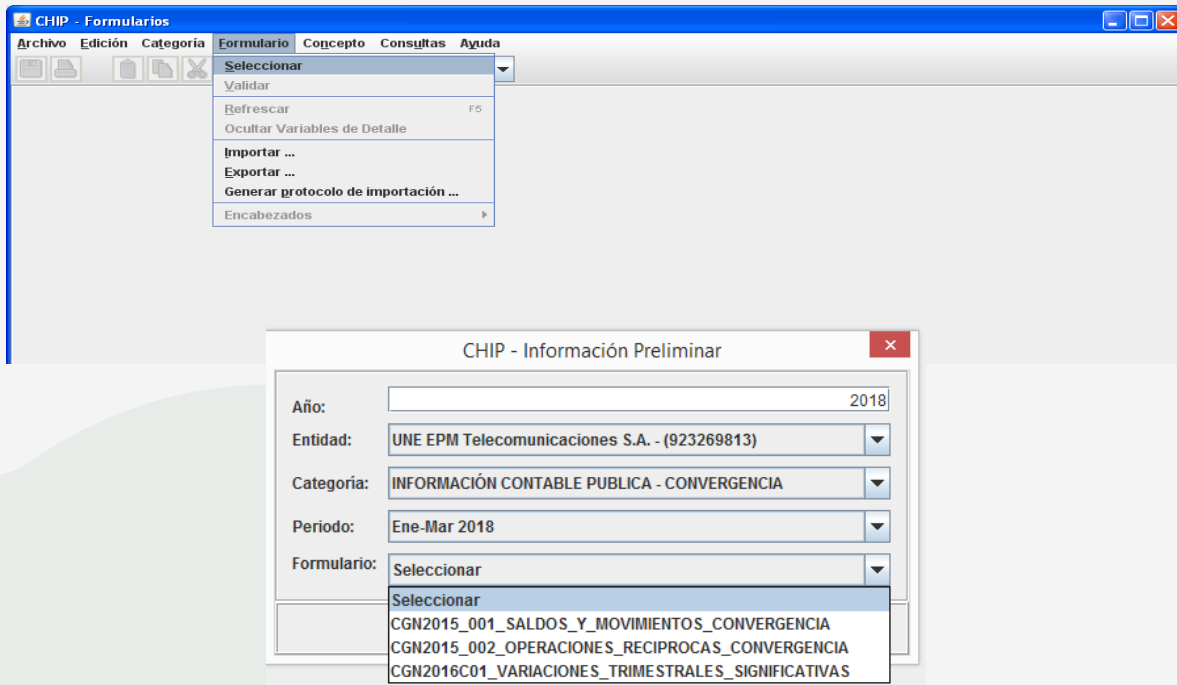 CHIP - Formularios
Archivo Edición Categoría Formulario Concepto Consultas Ayuda
Seleccionar
Validar
Refrescar F5
Ocultar Variables de Detalle
Importar ...
Exportar ...
Generar protocolo de importación ...
Encabezados
CHIP - Información Preliminar
Año: 2018
Entidad: UNE EPM Telecomunicaciones S.A. - (923269813)
Categoria: INFORMACIÓN CONTABLE PUBLICA - CONVERGENCIA
Periodo: Ene-Mar 2018
Formulario: Seleccionar
Seleccionar
CGN2015_001_SALDOS_Y_MOVIMIENTOS_CONVERGENCIA
CGN2015_002_OPERACIONES_RECIPROCAS_CONVERGENCIA
CGN2016C01_VARIACIONES_TRIMESTRALES_SIGNIFICATIVAS